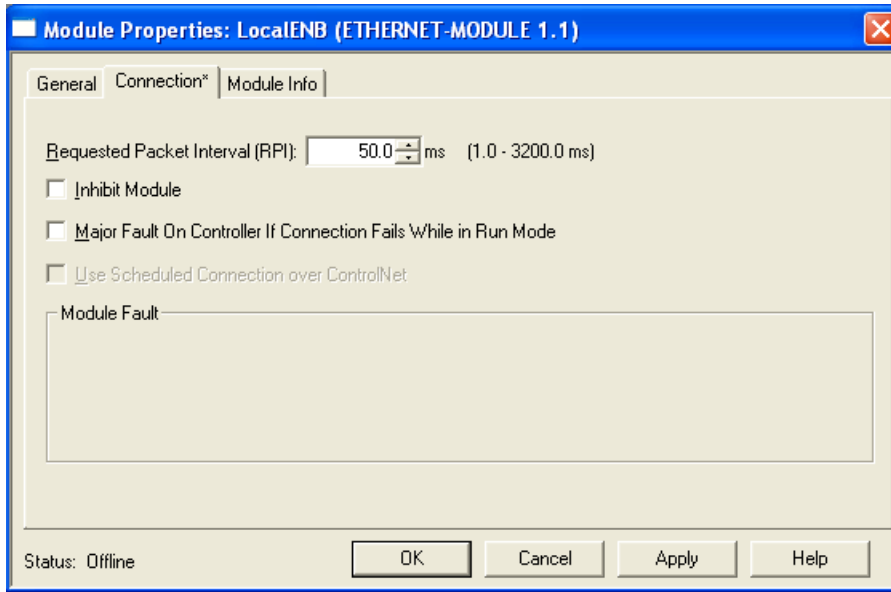 Module Properties: LocalENB (ETHERNET-MODULE 1.1)
General Connection* Module Info
Requested Packet Interval (RPI): 50.0 ms (1.0 - 3200.0 ms)
Inhibit Module
Major Fault On Controller If Connection Fails While in Run Mode
Use Scheduled Connection over ControlNet
Module Fault
Status: Offline OK Cancel Apply Help